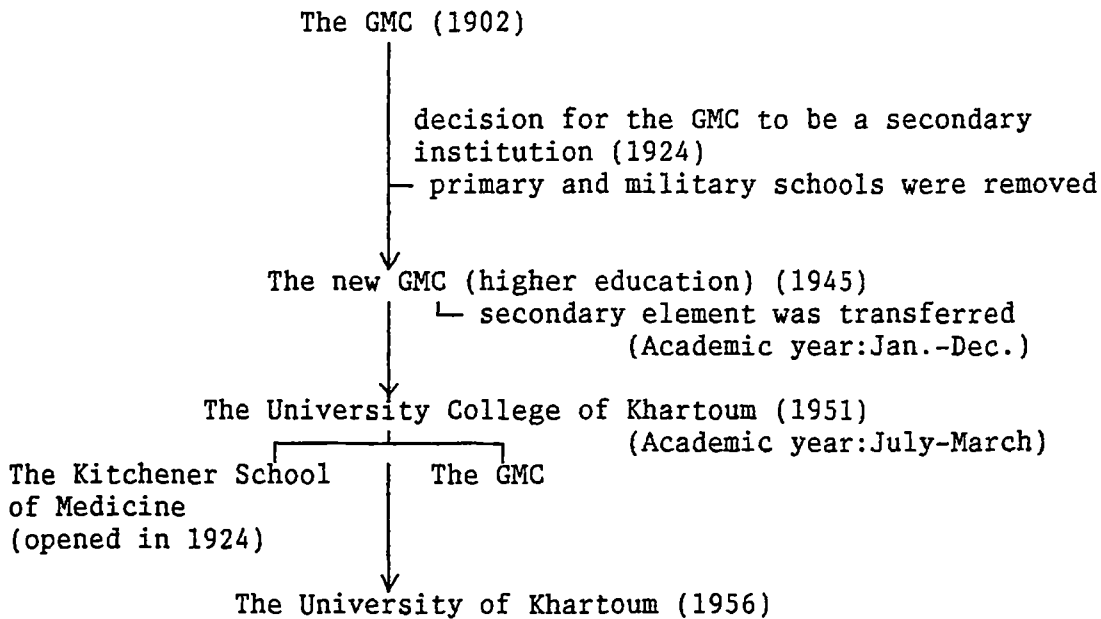 The GMC (1902)
decision for the GMC to be a secondary
institution (1924)
primary and military schools were removed
The new GMC (higher education) (1945)
secondary element was transferred
(Academic year:Jan.-Dec.)
The University College of Khartoum (1951)
(Academic year:July-March)
The Kitchener School
of Medicine
(opened in 1924)
The GMC
The University of Khartoum (1956)